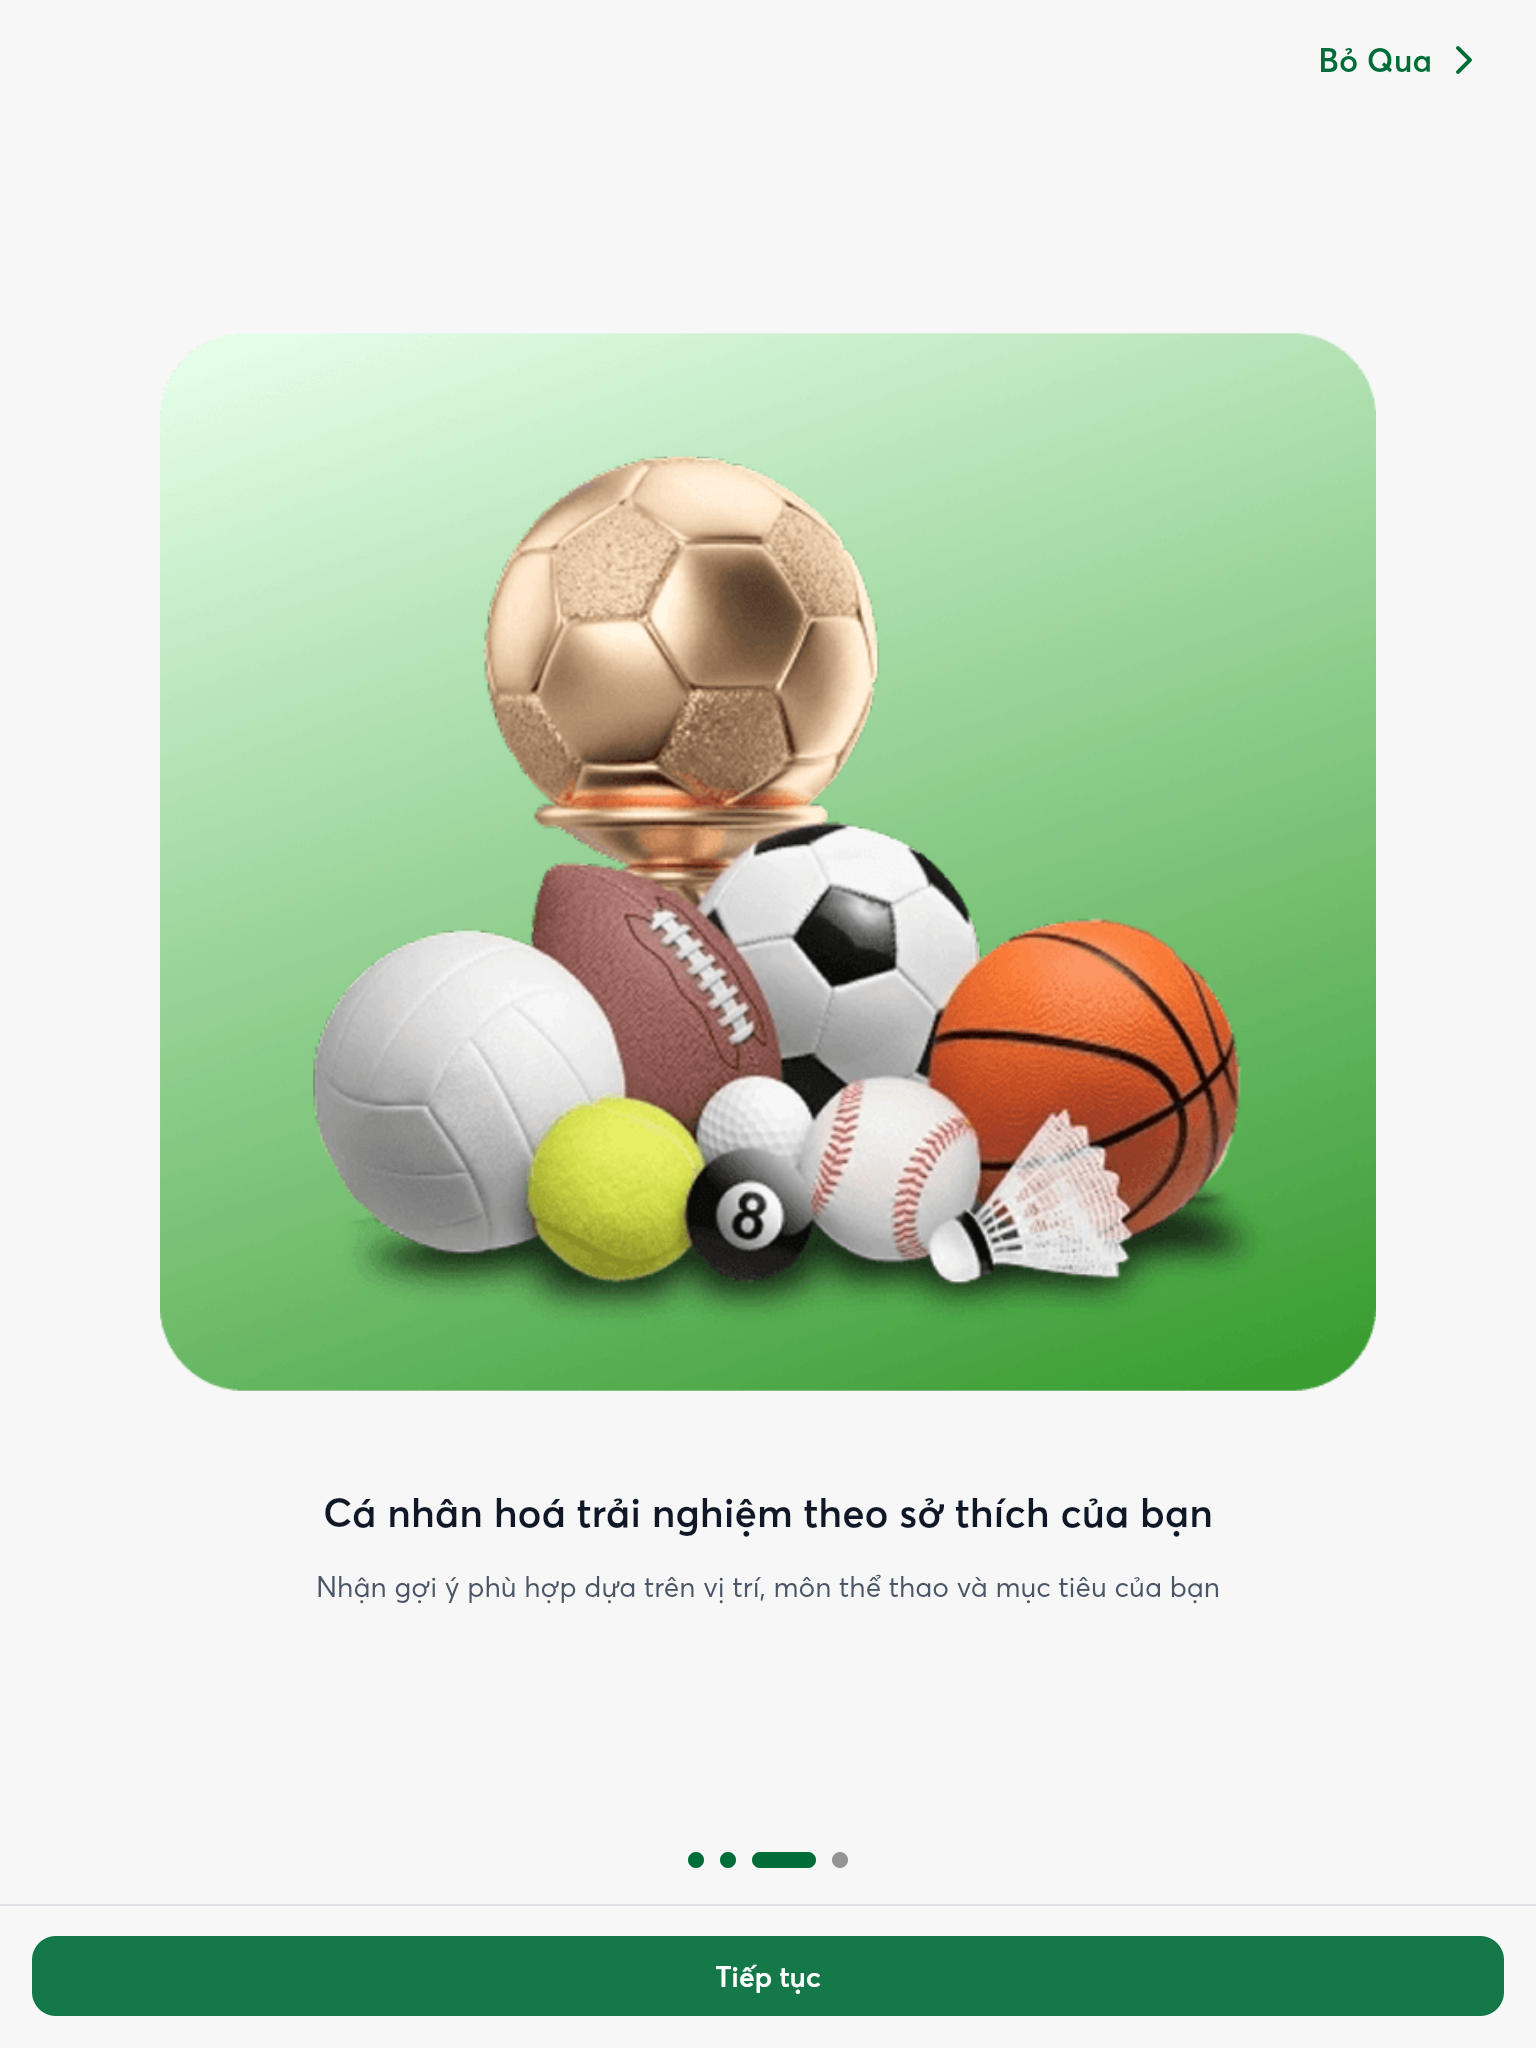 Bỏ Qua
8
Cá nhân hoá trải nghiệm theo sở thích của bạn
Nhận gợi ý phù hợp dựa trên vị trí, môn thể thao và mục tiêu của bạn
Tiếp tục